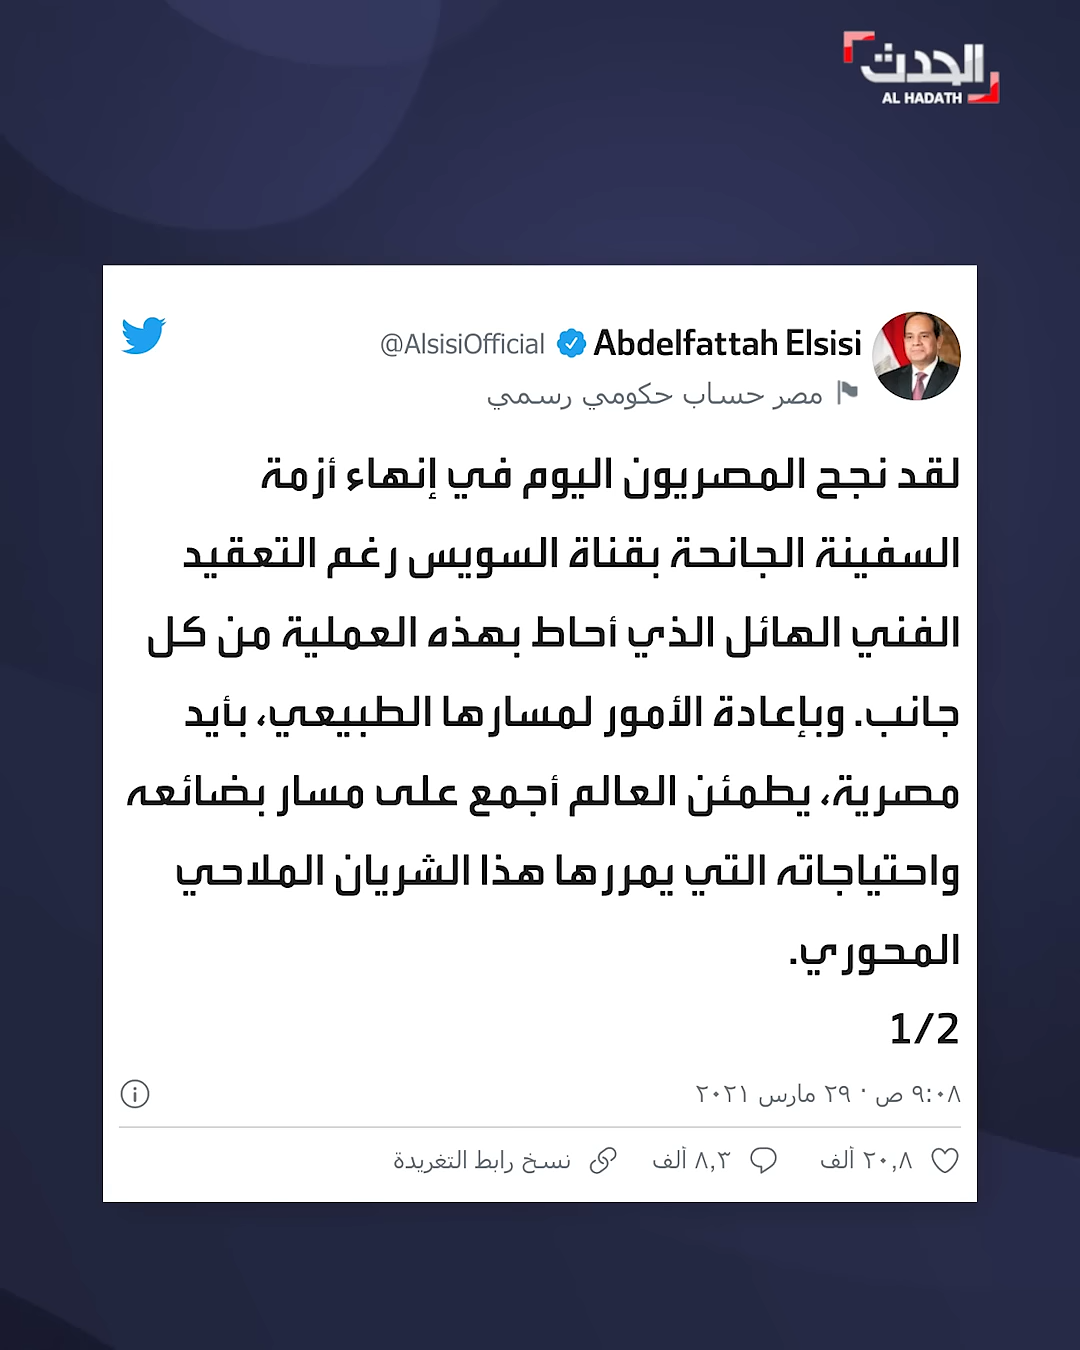 الحدث
AL HADATH
Abdelfattah Elsisi @AlsisiOfficial
مصر حساب حكومي رسمي
لقد نجح المصريون اليوم في إنهاء أزمة
السفينة الجانحة بقناة السويس رغم التعقيد
الفني الهائل الذي أحاط بهذه العملية من كل
جانب. وبإعادة الأمور لمسارها الطبيعي، بأيد
مصرية، يطمئن العالم أجمع على مسار بضائعه
واحتياجاته التي يمررها هذا الشريان الملاحي
المحوري.
1/2
٩:٠٨ ص · ٢٩ مارس ٢٠٢١
٢٠,٨ ألف ٨,٣ ألف نسخ رابط التغريدة